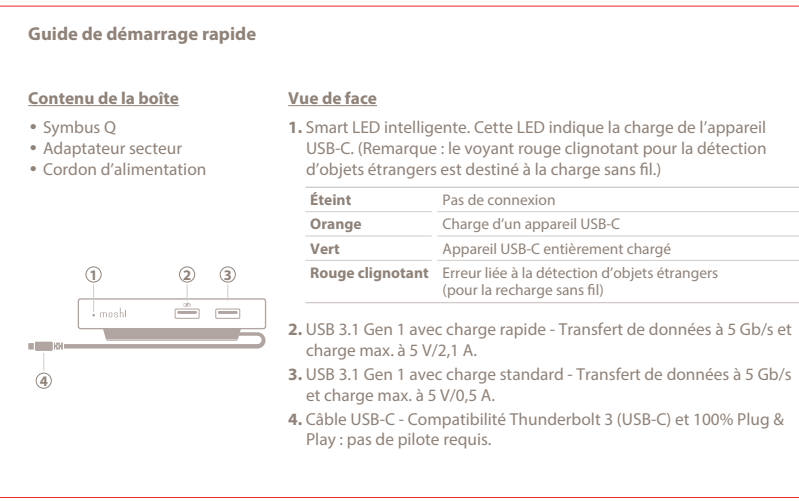 Guide de démarrage rapide
Contenu de la boîte
• Symbus Q
• Adaptateur secteur
• Cordon d'alimentation
1 2 3
moshi
4
Vue de face
1. Smart LED intelligente. Cette LED indique la charge de l'appareil
USB-C. (Remarque : le voyant rouge clignotant pour la détection
d'objets étrangers est destiné à la charge sans fil.)
Éteint Pas de connexion
Orange Charge d'un appareil USB-C
Vert Appareil USB-C entièrement chargé
Rouge clignotant Erreur liée à la détection d'objets étrangers
(pour la recharge sans fil)
2. USB 3.1 Gen 1 avec charge rapide - Transfert de données à 5 Gb/s et
charge max. à 5 V/2,1 A.
3. USB 3.1 Gen 1 avec charge standard - Transfert de données à 5 Gb/s
et charge max. à 5 V/0,5 A.
4. Câble USB-C - Compatibilité Thunderbolt 3 (USB-C) et 100% Plug &
Play : pas de pilote requis.